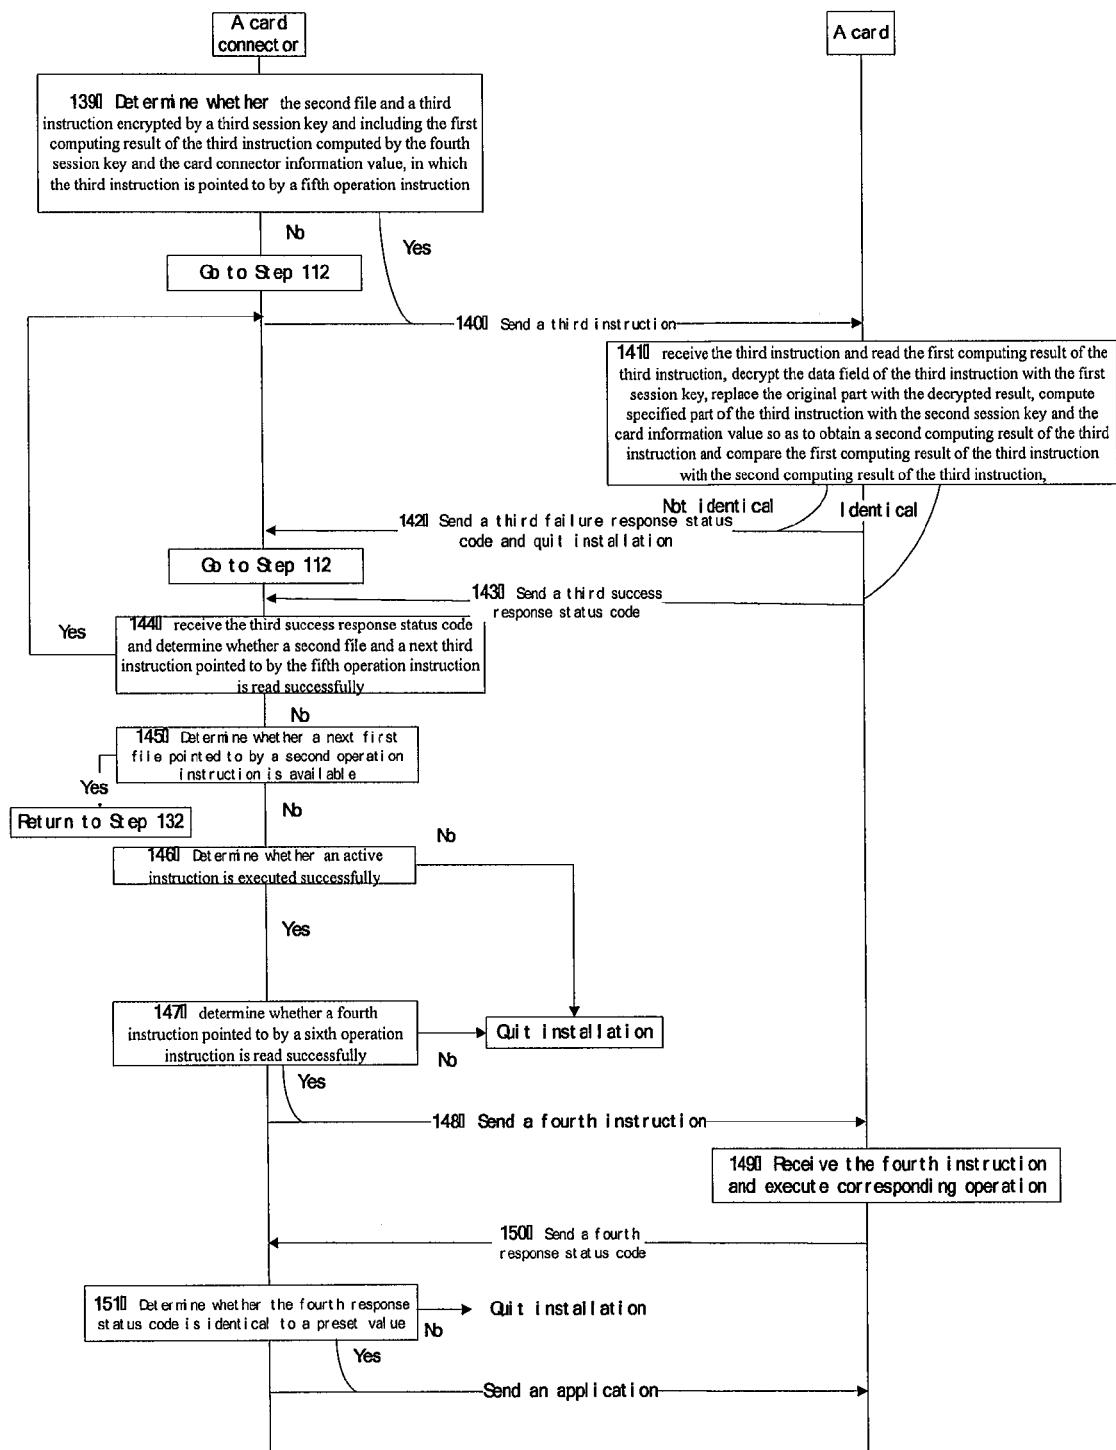 A card
connector
A card
139、 Determine whether the second file and a third
instruction encrypted by a third session key and including the first
computing result of the third instruction computed by the fourth
session key and the card connector information value, in which
the third instruction is pointed to by a fifth operation instruction
No
Yes
Go to Step 112
140、 Send a third instruction
141、 receive the third instruction and read the first computing result of the
third instruction, decrypt the data field of the third instruction with the first
session key, replace the original part with the decrypted result, compute
specified part of the third instruction with the second session key and the
card information value so as to obtain a second computing result of the third
instruction and compare the first computing result of the third instruction
with the second computing result of the third instruction,
Not identical
Identical
142、 Send a third failure response status
code and quit installation
Go to Step 112
143、 Send a third success
response status code
144、 receive the third success response status code
and determine whether a second file and a next third
instruction pointed to by the fifth operation instruction
is read successfully
Yes
No
145、 Determine whether a next first
file pointed to by a second operation
instruction is available
Yes
Return to Step 132
No
No
146、 Determine whether an active
instruction is executed successfully
Yes
147、 determine whether a fourth
instruction pointed to by a sixth operation
instruction is read successfully
Quit installation
No
Yes
148、 Send a fourth instruction
149、 Receive the fourth instruction
and execute corresponding operation
150、 Send a fourth
response status code
151、 Determine whether the fourth response
status code is identical to a preset value
Quit installation
No
Yes
Send an application